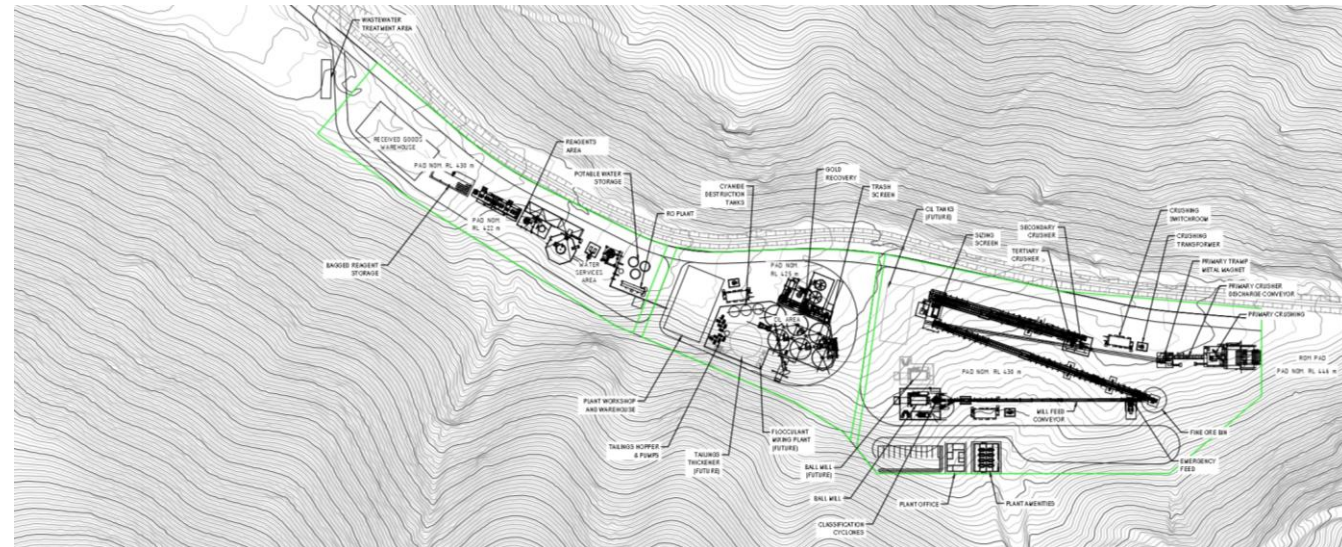 WASTEWATER
TREATMENT AREA
RECEIVED GOODS
WAREHOUSE
PAD NOM. RL 430 m
REAGENTS
AREA
POTABLE WATER
STORAGE
RO PLANT
PAD NOM.
RL 422 m
BAGGED REAGENT
STORAGE
WATER
SERVICES
AREA
CYANIDE
DESTRUCTION
TANKS
GOLD
RECOVERY
TRASH
SCREEN
PAD NOM.
RL 425 m
CIL AREA
PLANT WORKSHOP
AND WAREHOUSE
TAILINGS HOPPER
& PUMPS
TAILINGS
THICKENER
(FUTURE)
FLOCCULANT
MIXING PLANT
(FUTURE)
CIL TANKS
(FUTURE)
SIZING
SCREEN
SECONDARY
CRUSHER
TERTIARY
CRUSHER
CRUSHING
SWITCHROOM
CRUSHING
TRANSFORMER
PRIMARY TRAMP
METAL MAGNET
PRIMARY CRUSHER
DISCHARGE CONVEYOR
PRIMARY CRUSHING
ROM PAD
PAD NOM. RL 446 m
PAD NOM. RL 430 m
MILL FEED
CONVEYOR
FINE ORE BIN
EMERGENCY
FEED
BALL MILL
(FUTURE)
BALL MILL
CLASSIFICATION
CYCLONES
PLANT OFFICE
PLANT AMENITIES